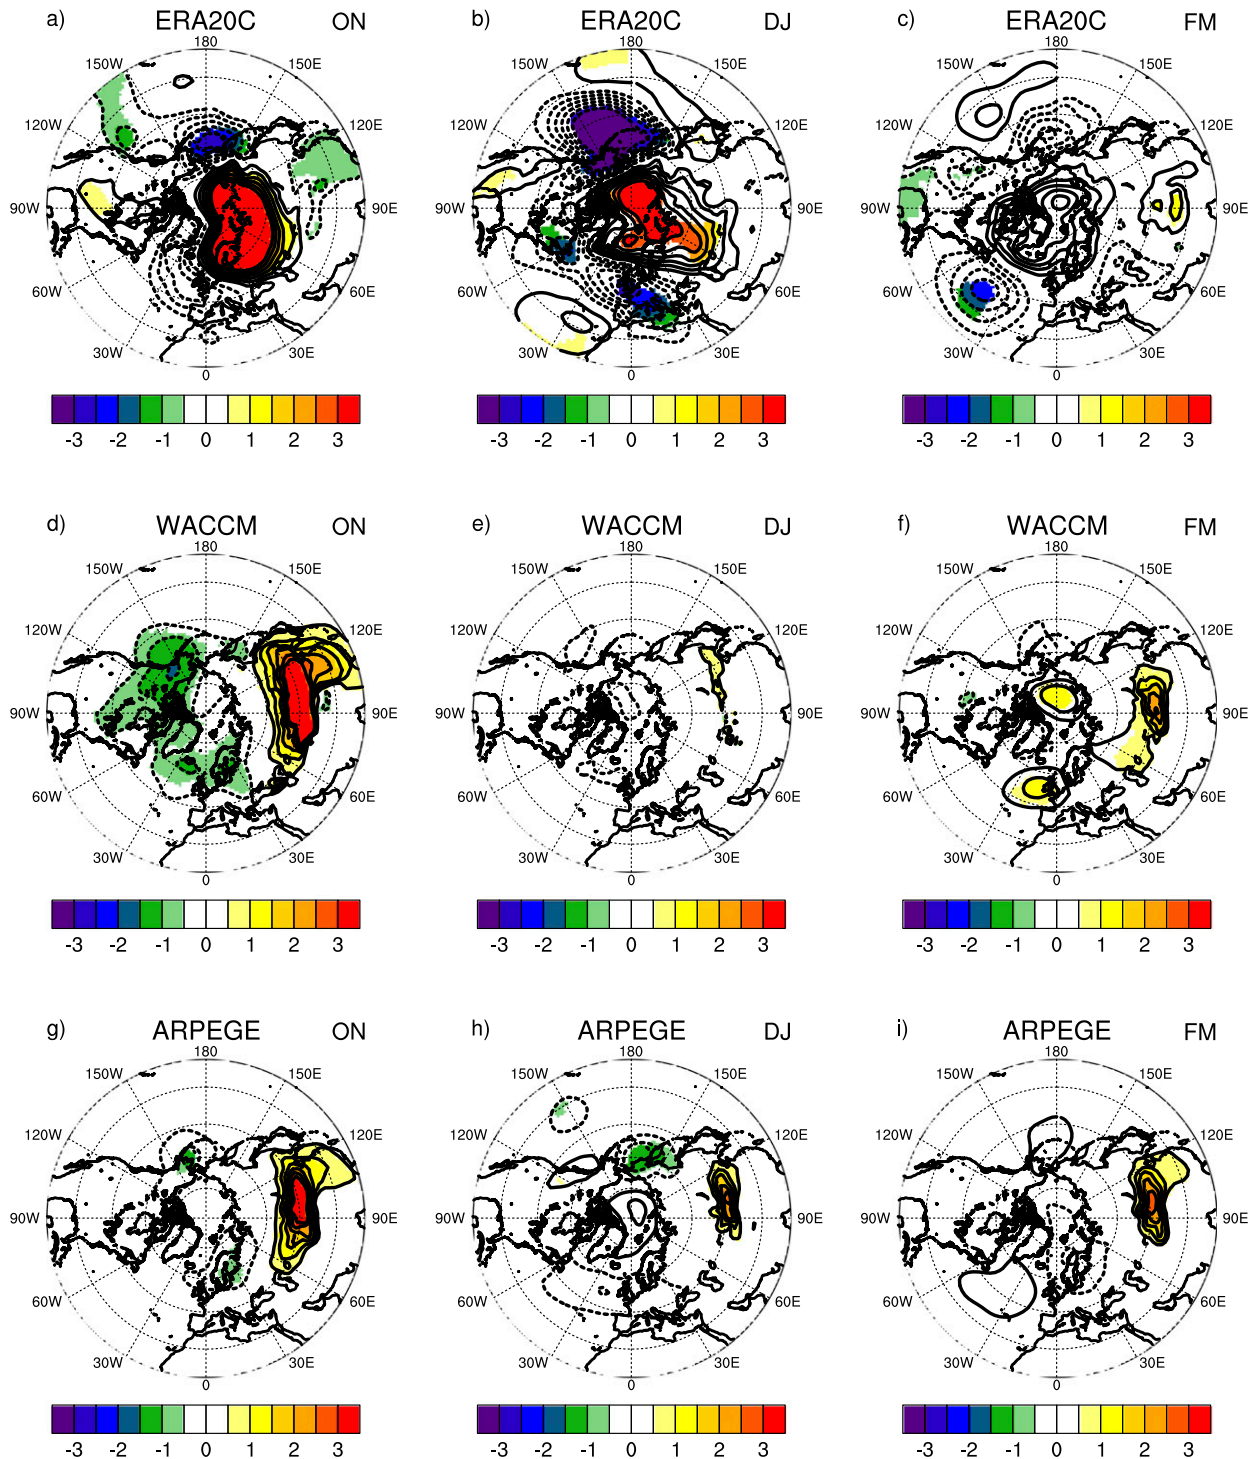 a) ERA20C ON
b) ERA20C DJ
c) ERA20C FM
180 180 180
150W 150E 150W 150E 150W 150E
120W 120E 120W 120E 120W 120E
90W 90E 90W 90E 90W 90E
60W 60E 60W 60E 60W 60E
30W 30E 30W 30E 30W 30E
0 0 0
-3 -2 -1 0 1 2 3
-3 -2 -1 0 1 2 3
-3 -2 -1 0 1 2 3
d) WACCM ON
e) WACCM DJ
f) WACCM FM
180 180 180
150W 150E 150W 150E 150W 150E
120W 120E 120W 120E 120W 120E
90W 90E 90W 90E 90W 90E
60W 60E 60W 60E 60W 60E
30W 30E 30W 30E 30W 30E
0 0 0
-3 -2 -1 0 1 2 3
-3 -2 -1 0 1 2 3
-3 -2 -1 0 1 2 3
g) ARPEGE ON
h) ARPEGE DJ
i) ARPEGE FM
180 180 180
150W 150E 150W 150E 150W 150E
120W 120E 120W 120E 120W 120E
90W 90E 90W 90E 90W 90E
60W 60E 60W 60E 60W 60E
30W 30E 30W 30E 30W 30E
0 0 0
-3 -2 -1 0 1 2 3
-3 -2 -1 0 1 2 3
-3 -2 -1 0 1 2 3